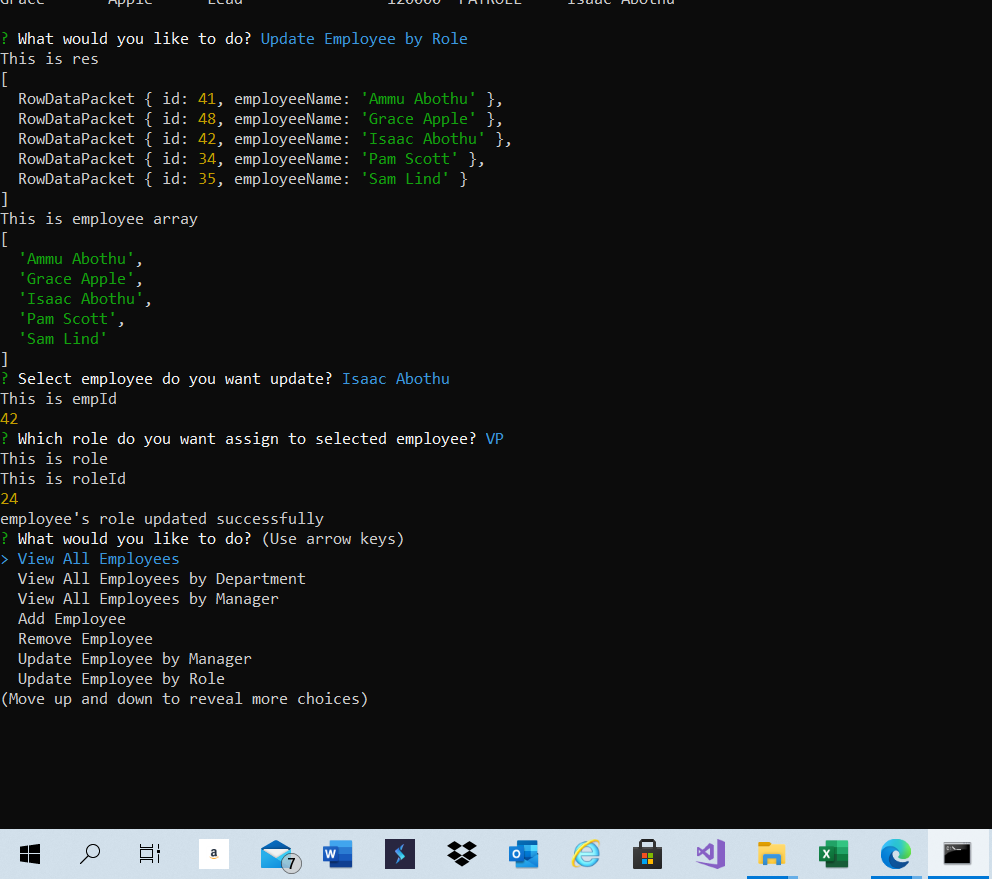 Grace Apple Lead 120000 PAYROLL Isaac Abothu
? What would you like to do? Update Employee by Role
This is res
[
  RowDataPacket { id: 41, employeeName: 'Ammu Abothu' },
  RowDataPacket { id: 48, employeeName: 'Grace Apple' },
  RowDataPacket { id: 42, employeeName: 'Isaac Abothu' },
  RowDataPacket { id: 34, employeeName: 'Pam Scott' },
  RowDataPacket { id: 35, employeeName: 'Sam Lind' }
]
This is employee array
[
  'Ammu Abothu',
  'Grace Apple',
  'Isaac Abothu',
  'Pam Scott',
  'Sam Lind'
]
? Select employee do you want update? Isaac Abothu
This is empId
42
? Which role do you want assign to selected employee? VP
This is role
This is roleId
24
employee's role updated successfully
? What would you like to do? (Use arrow keys)
> View All Employees
  View All Employees by Department
  View All Employees by Manager
  Add Employee
  Remove Employee
  Update Employee by Manager
  Update Employee by Role
(Move up and down to reveal more choices)
a 7 W O X